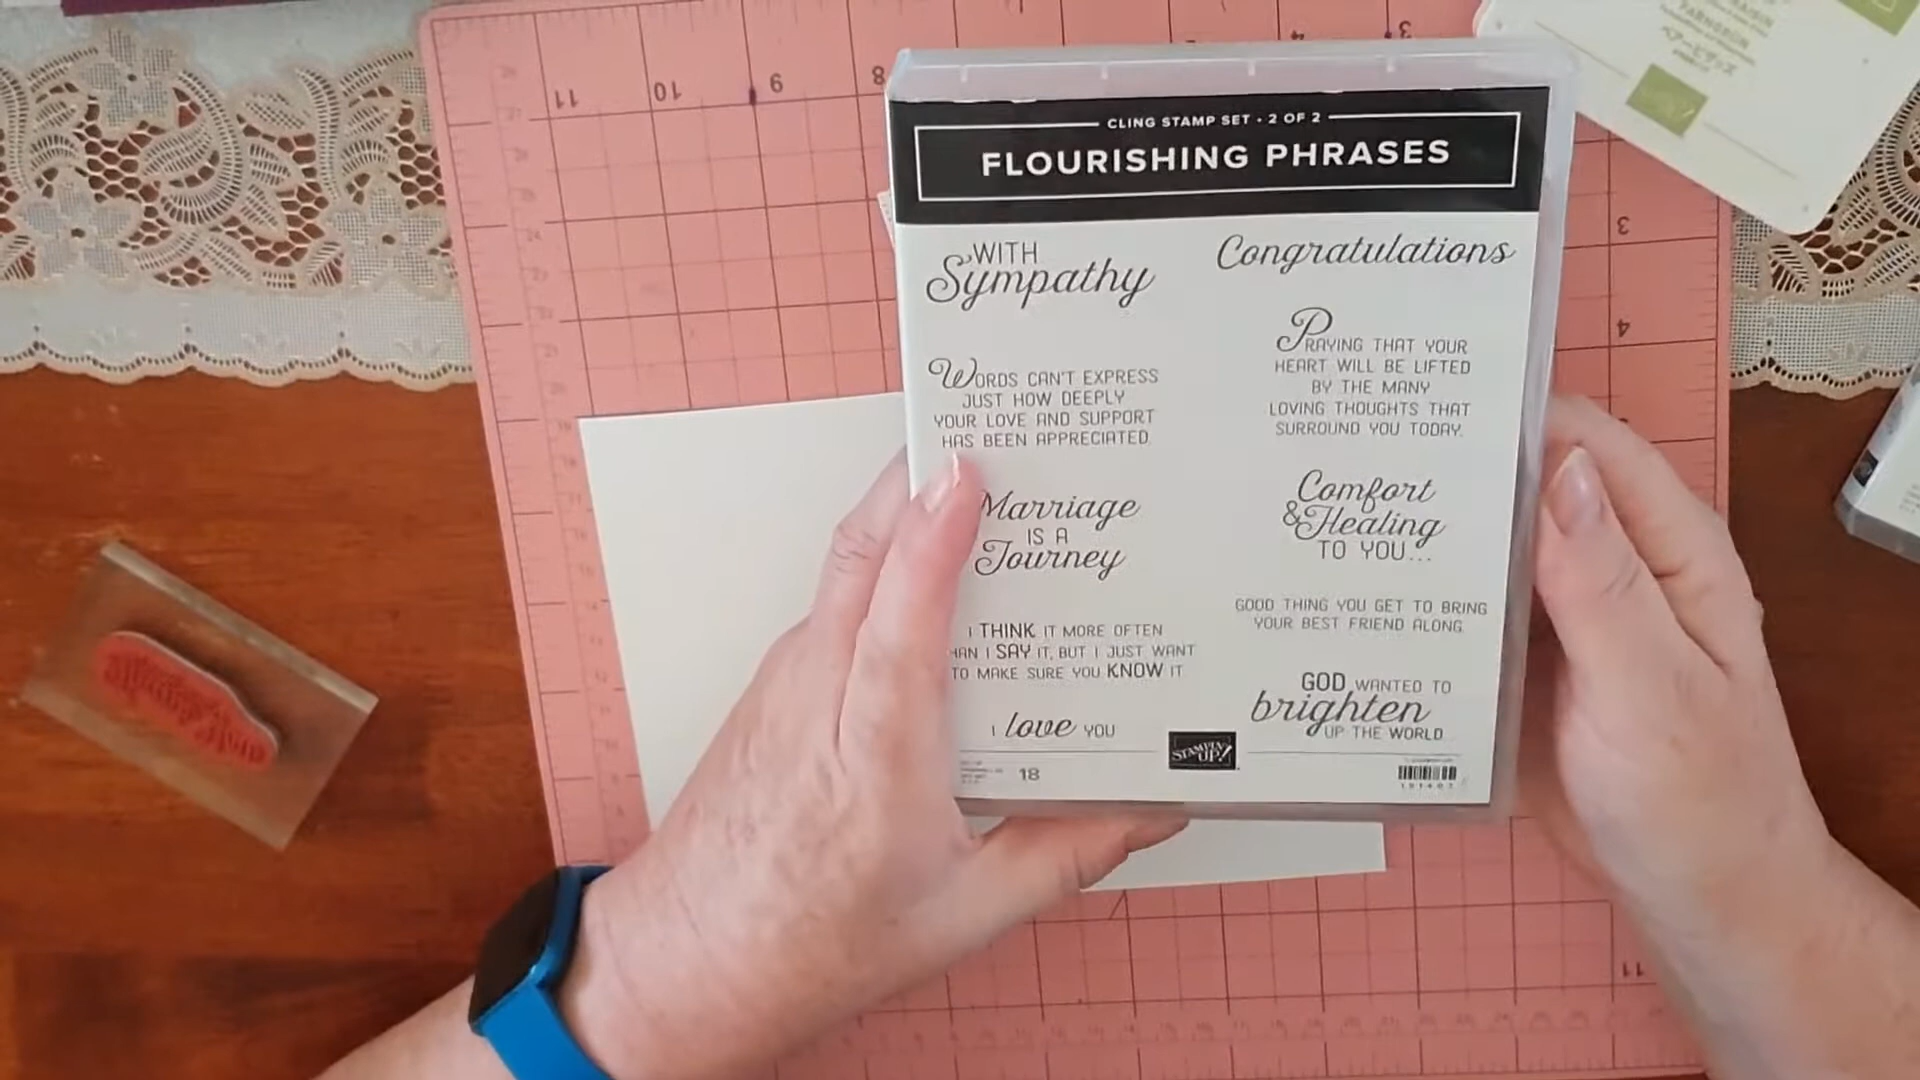 CLING STAMP SET • 2 OF 2
FLOURISHING PHRASES
WITH
Sympathy
WORDS CAN'T EXPRESS
JUST HOW DEEPLY
YOUR LOVE AND SUPPORT
HAS BEEN APPRECIATED.
Marriage
IS A
Journey
I THINK IT MORE OFTEN
I SAY IT, BUT I JUST WANT
TO MAKE SURE YOU KNOW IT
I love YOU
Congratulations
PRAYING THAT YOUR
HEART WILL BE LIFTED
BY THE MANY
LOVING THOUGHTS THAT
SURROUND YOU TODAY.
Comfort
& Healing
TO YOU...
GOOD THING YOU GET TO BRING
YOUR BEST FRIEND ALONG.
GOD WANTED TO
brighten
UP THE WORLD
18
STAMPIN' UP!
11
10
9
8
4
3
3
4
11